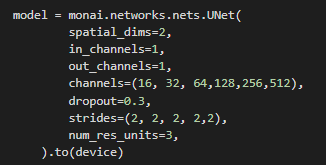 model = monai.networks.nets.UNet(
    spatial_dims=2,
    in_channels=1,
    out_channels=1,
    channels=(16, 32, 64,128,256,512),
    dropout=0.3,
    strides=(2, 2, 2, 2,2),
    num_res_units=3,
).to(device)